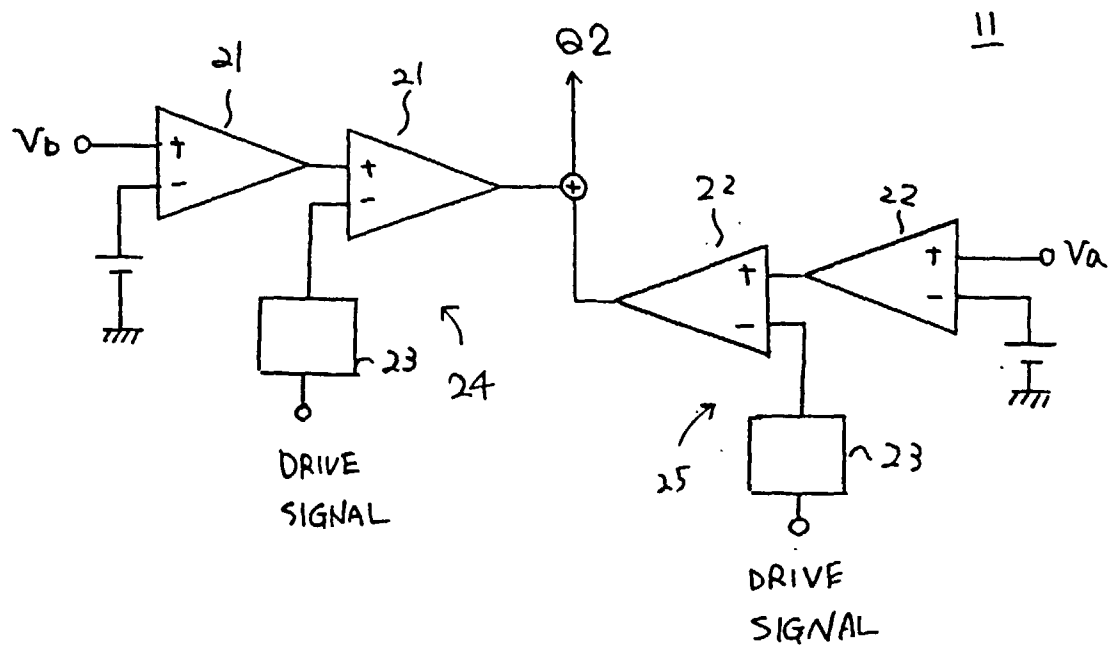 11
Q2
21
21
Vb
+
-
+
-
+
22
22
+
-
+
-
Va
23
24
25
23
DRIVE
SIGNAL
DRIVE
SIGNAL